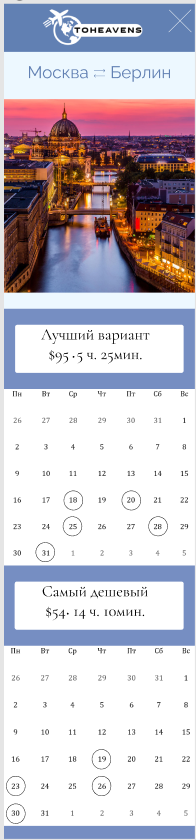 TOHEAVENS
Москва ⇄ Берлин
Лучший вариант
$95 · 5 ч. 25мин.
Пн Вт Ср Чт Пт Сб Вс
26 27 28 29 30 31 1
2 3 4 5 6 7 8
9 10 11 12 13 14 15
16 17 18 19 20 21 22
23 24 25 26 27 28 29
30 31 1 2 3 4 5
Самый дешевый
$54 · 14 ч. 10мин.
Пн Вт Ср Чт Пт Сб Вс
26 27 28 29 30 31 1
2 3 4 5 6 7 8
9 10 11 12 13 14 15
16 17 18 19 20 21 22
23 24 25 26 27 28 29
30 31 1 2 3 4 5